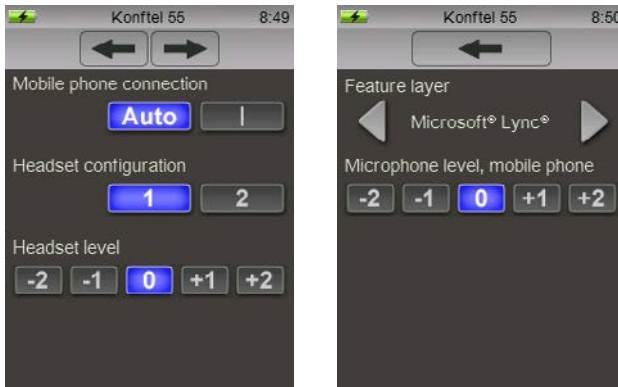 Konftel 55 8:49
Mobile phone connection
Auto |
Headset configuration
1 2
Headset level
-2 -1 0 +1 +2
Konftel 55 8:50
Feature layer
Microsoft® Lync®
Microphone level, mobile phone
-2 -1 0 +1 +2